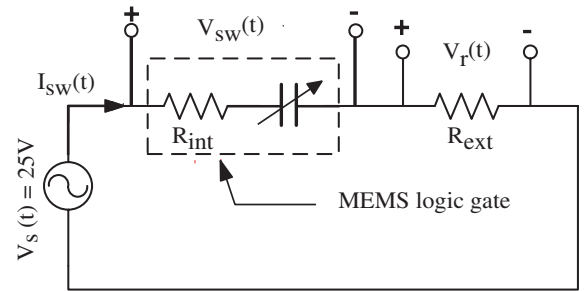 +
V_sw(t)
-
+
V_r(t)
-
I_sw(t)
R_int
R_ext
V_s (t) = 25V
MEMS logic gate